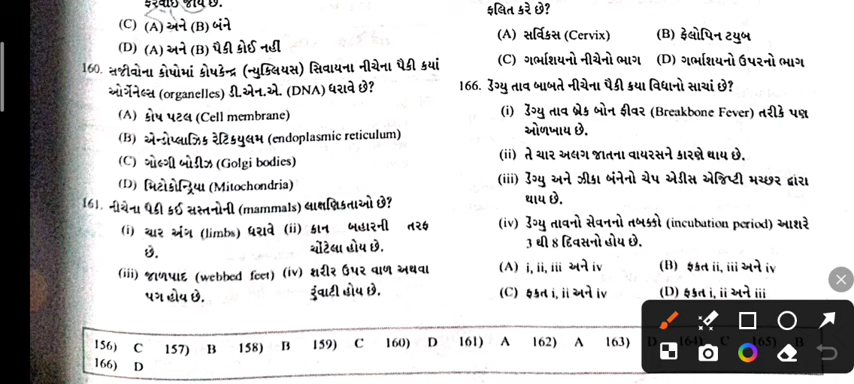 (C) (A) અને (B) બંને
(D) (A) અને (B) પૈકી કોઈ નહીં
160. સજીવોના કોષોમાં કોષકેન્દ્ર (ન્યુક્લિયસ) સિવાયના નીચેના પૈકી કયાં
ઓર્ગેનેલ્સ (organelles) ડી.એન.એ. (DNA) ધરાવે છે?
(A) કોષ પટલ (Cell membrane)
(B) એન્ડોપ્લાઝિક રેટિક્યુલમ (endoplasmic reticulum)
(C) ગોલ્ગી બોડીઝ (Golgi bodies)
(D) મિટોકોન્ડ્રિયા (Mitochondria)
161. નીચેના પૈકી કઈ સસ્તનોની (mammals) લાક્ષણિકતાઓ છે?
(i) ચાર અંગ (limbs) ધરાવે (ii) કાન બહારની તરફ
છે. ચોંટેલા હોય છે.
(iii) જાળપાદ (webbed feet) (iv) શરીર ઉપર વાળ અથવા
પગ હોય છે. રુંવાટી હોય છે.
ફલિત કરે છે?
(A) સર્વિક્સ (Cervix) (B) ફેલોપિન ટયુબ
(C) ગર્ભાશયનો નીચેનો ભાગ (D) ગર્ભાશયનો ઉપરનો ભાગ
166. ડેંગ્યુ તાવ બાબતે નીચેના પૈકી કયા વિધાનો સાચાં છે?
(i) ડેંગ્યુ તાવ બ્રેક બોન ફીવર (Breakbone Fever) તરીકે પણ
ઓળખાય છે.
(ii) તે ચાર અલગ જાતના વાયરસને કારણે થાય છે.
(iii) ડેંગ્યુ અને ઝીકા બંનેનો ચેપ એડીસ એજિપ્ટી મચ્છર દ્વારા
થાય છે.
(iv) ડેંગ્યુ તાવનો સેવનનો તબક્કો (incubation period) આશરે
3 થી 8 દિવસનો હોય છે.
(A) i, ii, iii અને iv (B) ફક્ત ii, iii અને iv
(C) ફક્ત i, ii અને iv (D) ફક્ત i, ii અને iii
156) C 157) B 158) B 159) C 160) D 161) A 162) A 163) D 164) C 165) B
166) D